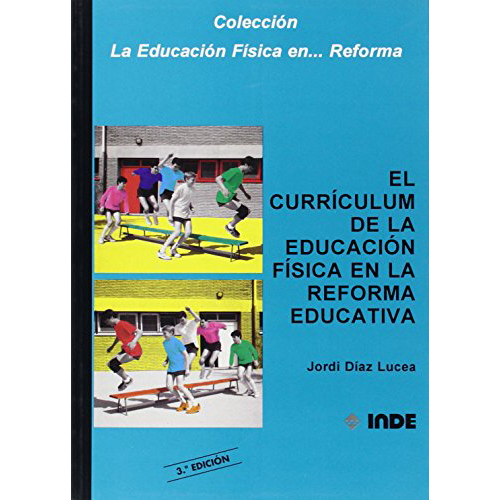 Colección
La Educación Física en... Reforma
EL
CURRÍCULUM
DE LA
EDUCACIÓN
FÍSICA EN LA
REFORMA
EDUCATIVA
Jordi Díaz Lucea
INDE
3.ª EDICIÓN